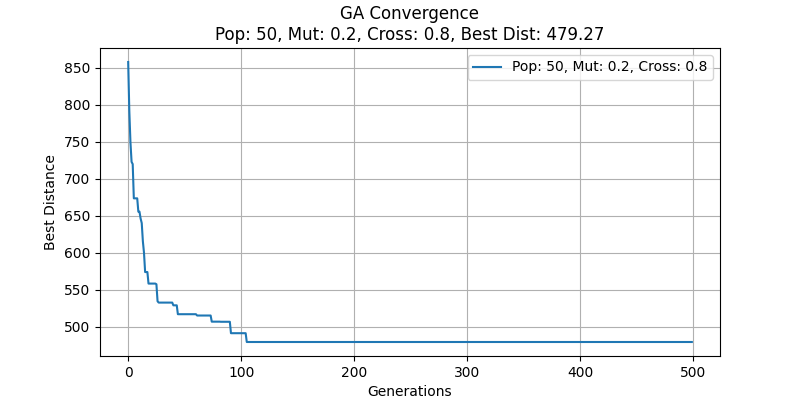 GA Convergence
Pop: 50, Mut: 0.2, Cross: 0.8, Best Dist: 479.27
Pop: 50, Mut: 0.2, Cross: 0.8
Best Distance
850
800
750
700
650
600
550
500
0 100 200 300 400 500
Generations